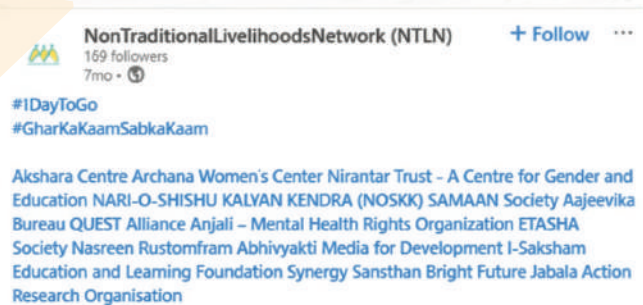 NonTraditionalLivelihoodsNetwork (NTLN)
+ Follow ...
169 followers
7mo •
#1DayToGo
#GharKaKaamSabkaKaam
Akshara Centre Archana Women's Center Nirantar Trust - A Centre for Gender and
Education NARI-O-SHISHU KALYAN KENDRA (NOSKK) SAMAAN Society Aajeevika
Bureau QUEST Alliance Anjali – Mental Health Rights Organization ETASHA
Society Nasreen Rustomfram Abhivyakti Media for Development I-Saksham
Education and Learning Foundation Synergy Sansthan Bright Future Jabala Action
Research Organisation